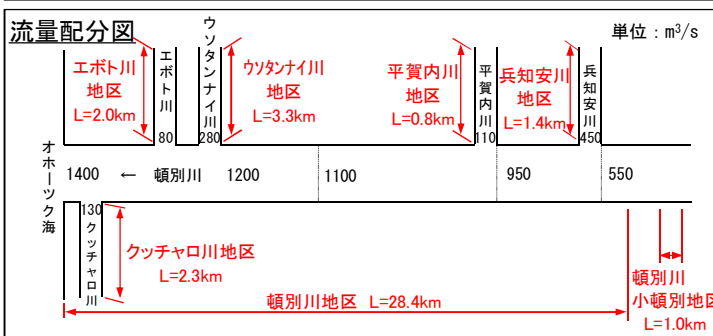 流量配分図
単位：m³/s
エボト川
地区
L=2.0km
エボト川
80
ウソタンナイ川
280
ウソタンナイ川
地区
L=3.3km
平賀内川
地区
L=0.8km
平賀内川
110
兵知安川
地区
L=1.4km
兵知安川
450
オホーツク海
1400 ← 頓別川 1200 1100 950 550
130
クッチャロ川
クッチャロ川地区
L=2.3km
頓別川地区 L=28.4km
頓別川
小頓別地区
L=1.0km